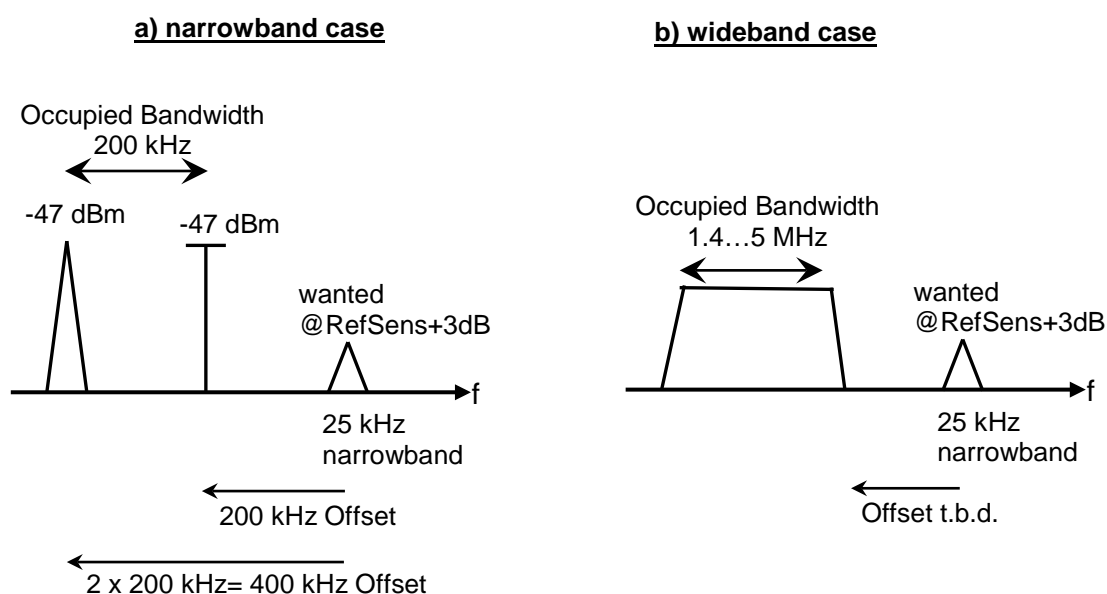 a) narrowband case
Occupied Bandwidth
200 kHz
-47 dBm
-47 dBm
wanted
@RefSens+3dB
f
25 kHz
narrowband
200 kHz Offset
2 x 200 kHz= 400 kHz Offset
b) wideband case
Occupied Bandwidth
1.4…5 MHz
wanted
@RefSens+3dB
f
25 kHz
narrowband
Offset t.b.d.